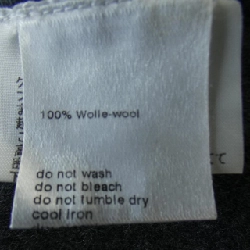 100% Wolle-wool
do not wash
do not bleach
do not tumble dry
cool iron